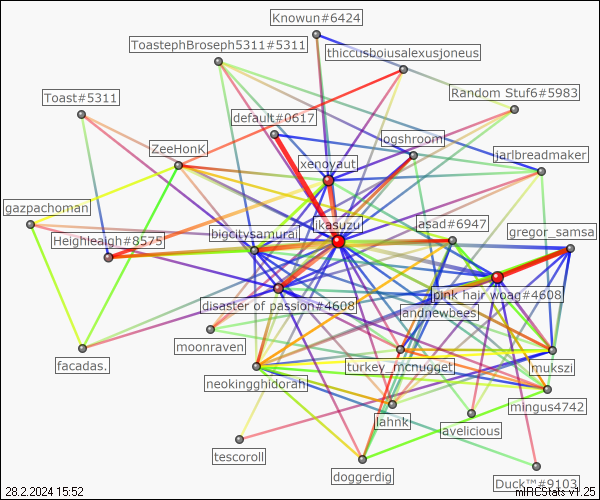 Knowun#6424
ToastephBroseph5311#5311
thiccusboiusalexusjoneus
Random Stuf6#5983
Toast#5311
default#0617
ogshroom
ZeeHonK
xenoyaut
jarlbreadmaker
gazpachoman
ikasuzu
asad#6947
bigcitysamurai
gregor_samsa
Heighleaigh#8575
pink hair woag#4608
disaster of passion#4608
andnewbees
moonraven
facadas.
turkey_mcnugget
mukszi
neokingghidorah
mingus4742
lahnk
avelicious
tescoroll
doggerdig
Duck™#9103
28.2.2024 15:52
mIRCStats v1.25